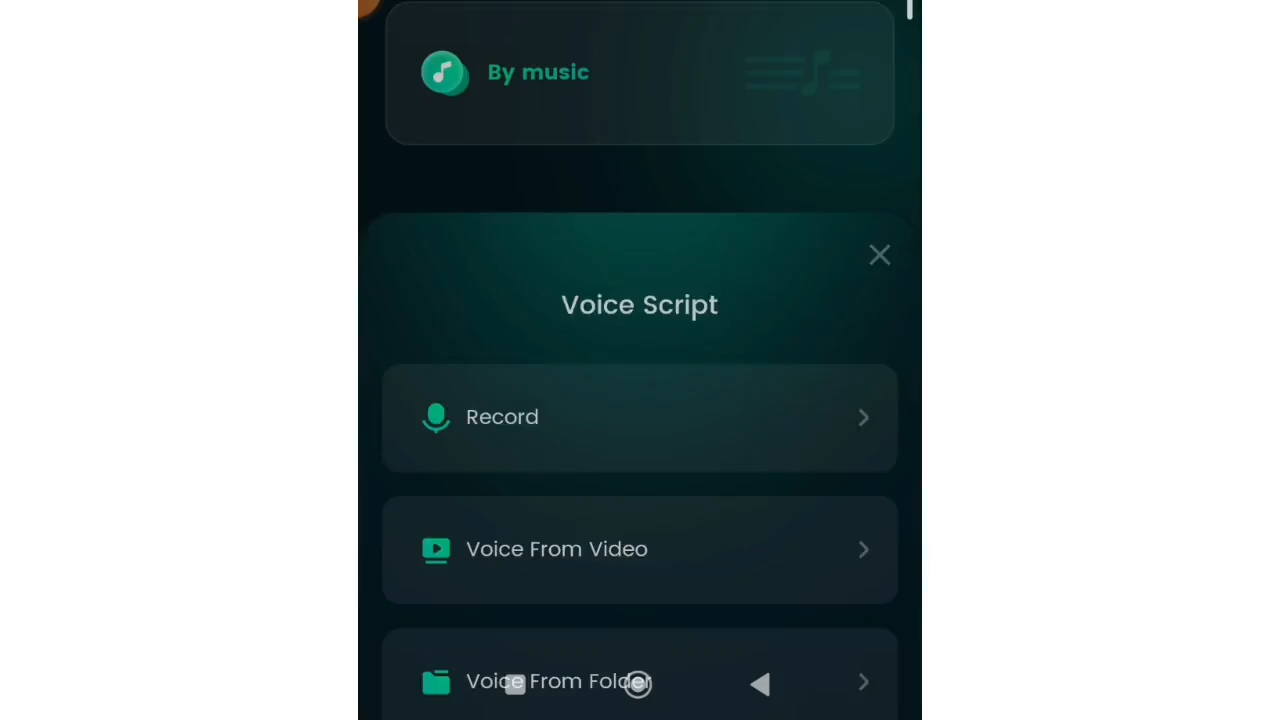 By music
Voice Script
Record
Voice From Video
Voice From Folder